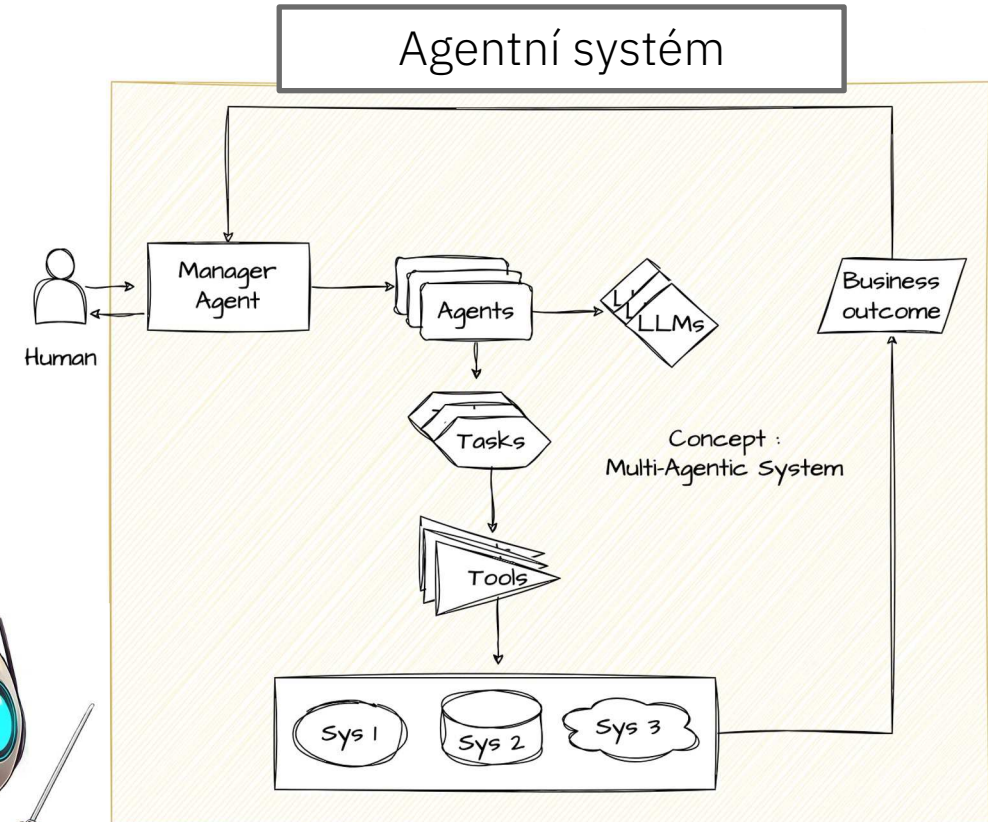 Agentní systém
Manager
Agent
Agents
LLMs
Business
outcome
Human
Tasks
Concept :
Multi-Agentic System
Tools
Sys 1
Sys 2
Sys 3